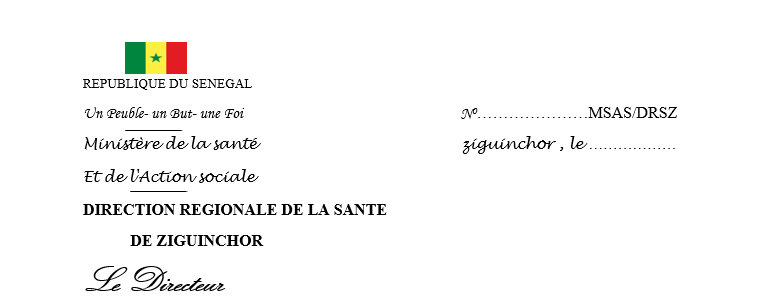 REPUBLIQUE DU SENEGAL
Un Peuble- un But- une Foi
N°…………………MSAS/DRSZ
Ministère de la santé
ziguinchor , le ..................
Et de l'Action sociale
DIRECTION REGIONALE DE LA SANTE
DE ZIGUINCHOR
Le Directeur